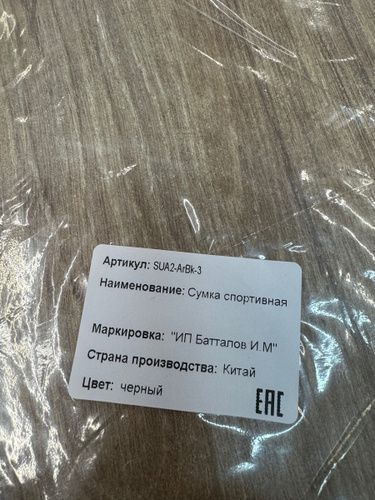 Артикул: SUA2-ArBk-3
Наименование: Сумка спортивная
Маркировка: "ИП Батталов И.М"
Страна производства: Китай
Цвет: черный
EAC